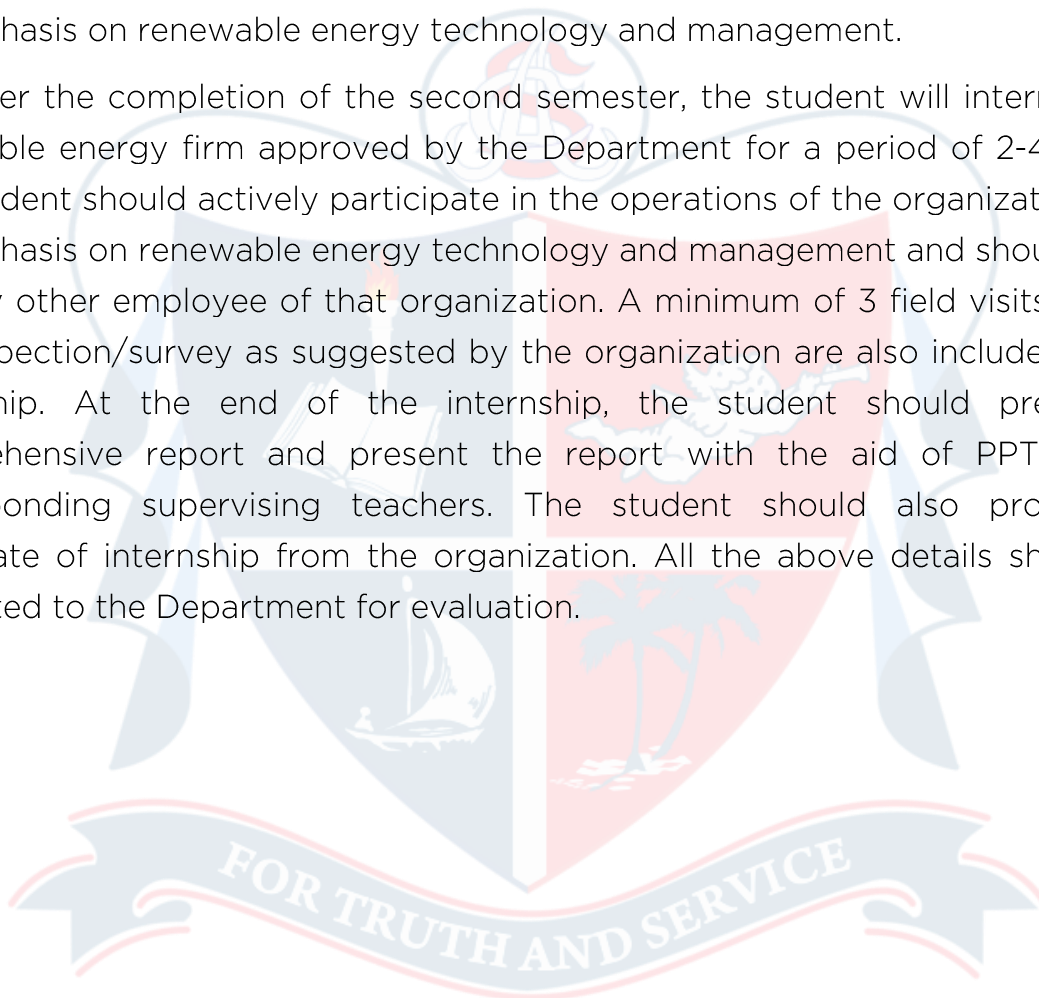 hasis on renewable energy technology and management.
er the completion of the second semester, the student will intern
ble energy firm approved by the Department for a period of 2-4
dent should actively participate in the operations of the organizat
hasis on renewable energy technology and management and shou
other employee of that organization. A minimum of 3 field visits
pection/survey as suggested by the organization are also include
hip. At the end of the internship, the student should pre
ehensive report and present the report with the aid of PPT
onding supervising teachers. The student should also pro
ate of internship from the organization. All the above details sh
ted to the Department for evaluation.
FOR TRUTH AND SERVICE